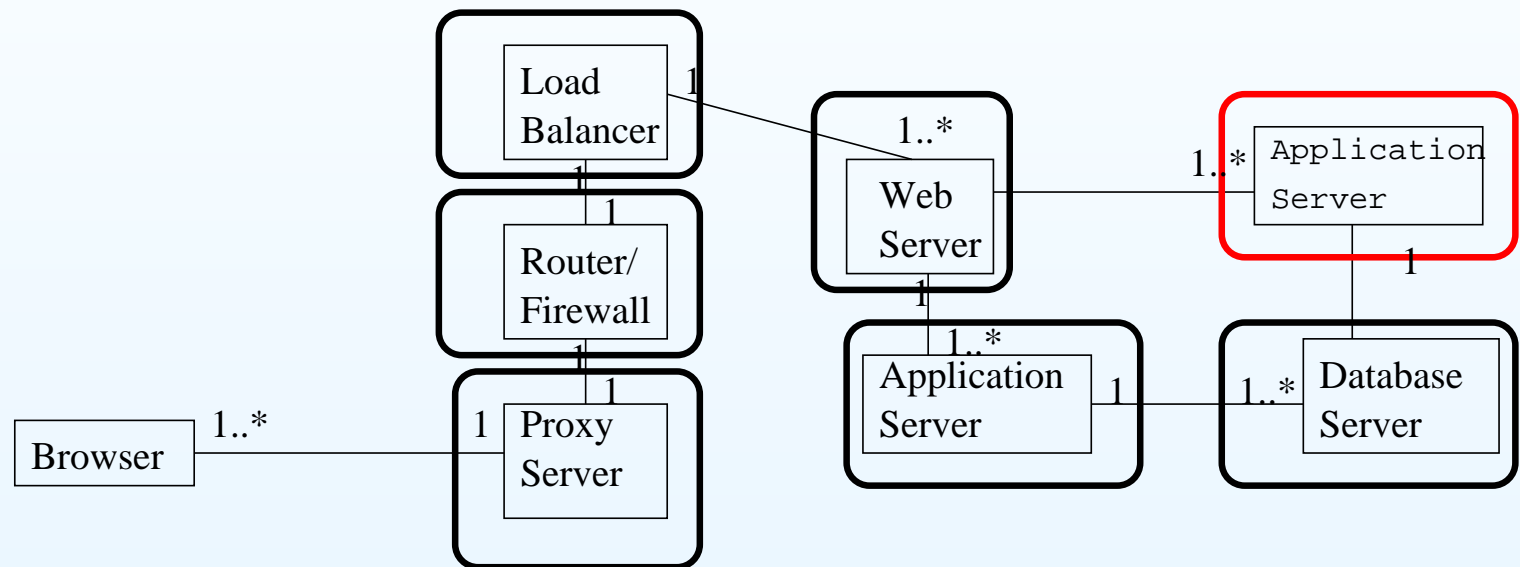 Load
Balancer
1
1..*
1..*
Application
Server
Web
Server
1
1
Router/
Firewall
1
1
1..*
1
Application
Server
1
1..*
Database
Server
1
1
Proxy
Server
1
1..*
Browser